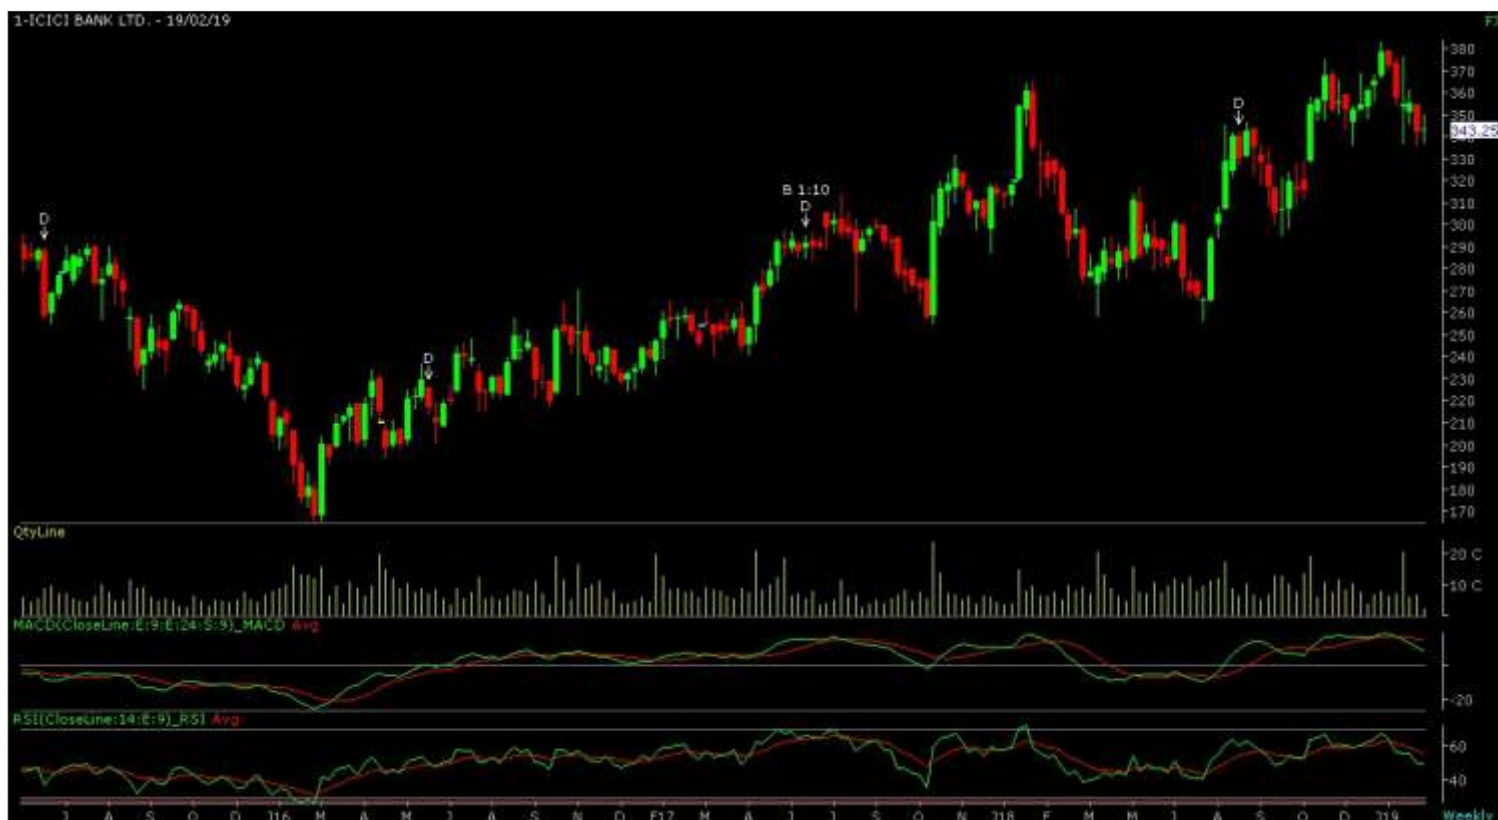 1-ICICI BANK LTD. - 19/02/19
380
370
360
350
343.25
330
320
310
300
290
280
270
260
250
240
230
220
210
200
190
180
170
D
D
B 1:10
D
D
QtyLine
20 C
10 C
MACD(CloseLine:E:9:E:24:S:9)_MACD Avg
-20
RSI(CloseLine:14:E:9)_RSI Avg
60
40
J A S O D J16 M A M J A S N D F17 M A J J S O N J18 F M M J A S O D J19 Weekly